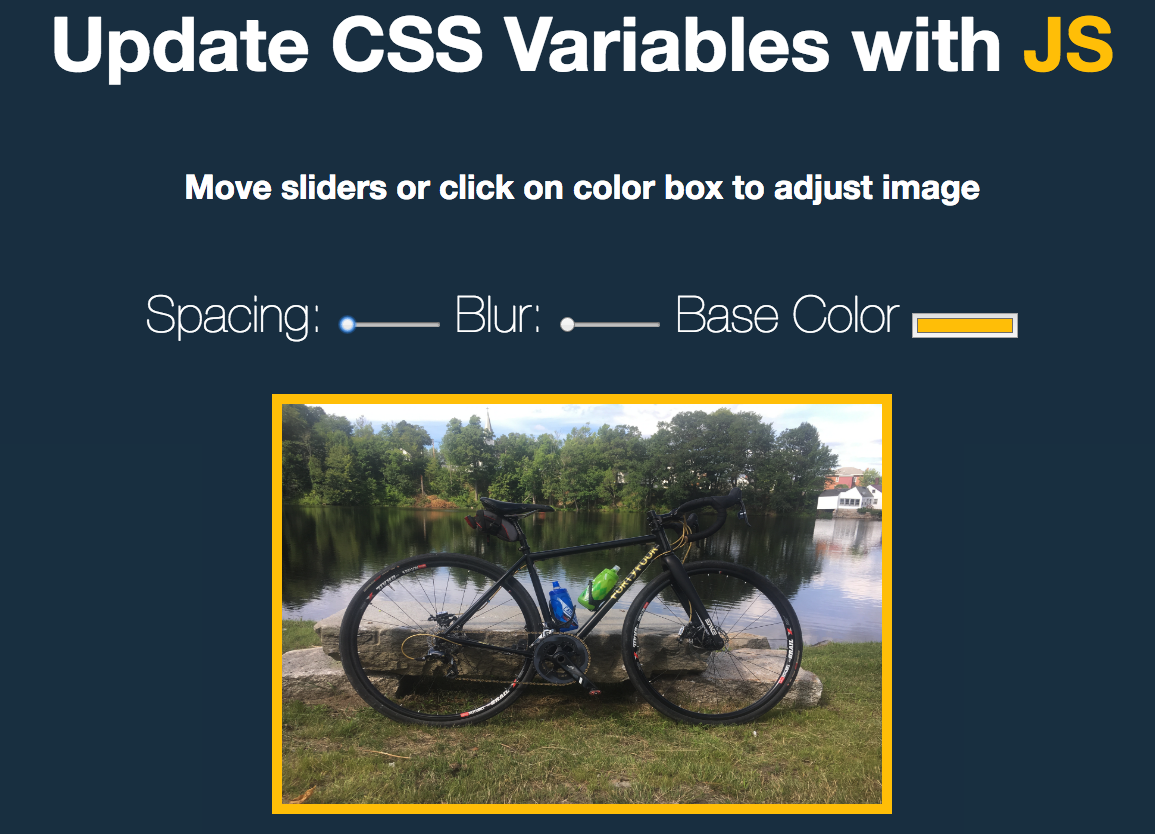 Update CSS Variables with JS
Move sliders or click on color box to adjust image
Spacing: Blur: Base Color
FORTYFOUR